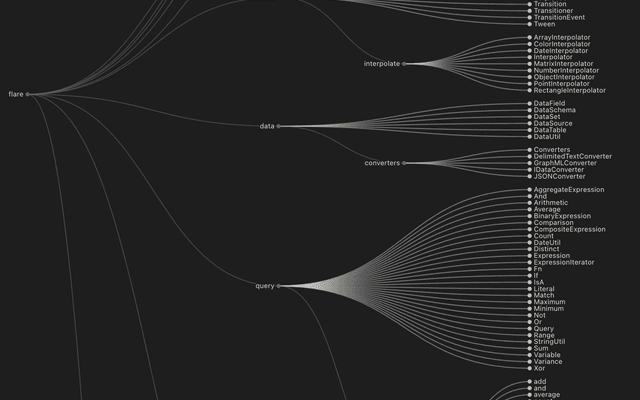 Transition
Transitioner
TransitionEvent
Tween
interpolate
ArrayInterpolator
ColorInterpolator
DateInterpolator
Interpolator
MatrixInterpolator
NumberInterpolator
ObjectInterpolator
PointInterpolator
RectangleInterpolator
flare
data
DataField
DataSchema
DataSet
DataSource
DataTable
DataUtil
converters
Converters
DelimitedTextConverter
GraphMLConverter
IDataConverter
JSONConverter
query
AggregateExpression
And
Arithmetic
Average
BinaryExpression
Comparison
CompositeExpression
Count
DateUtil
Distinct
Expression
ExpressionIterator
Fn
If
IsA
Literal
Match
Maximum
Minimum
Not
Or
Query
Range
StringUtil
Sum
Variable
Variance
Xor
add
and
average